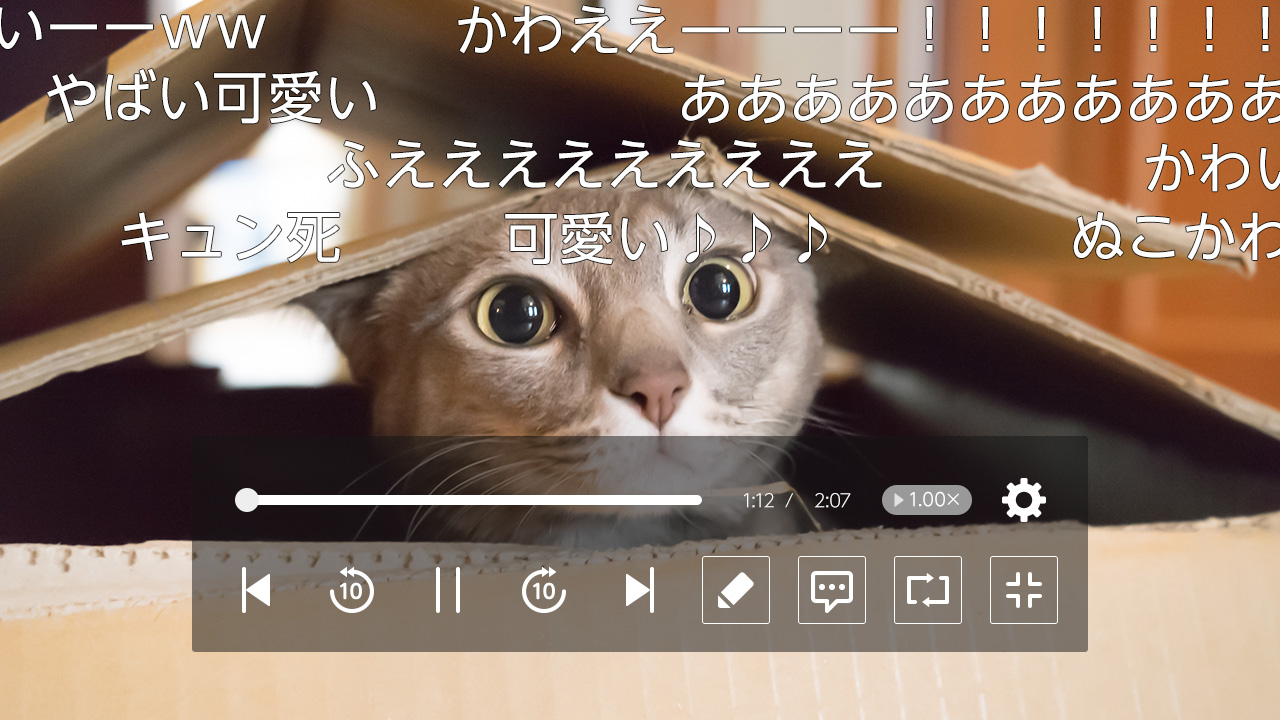 いーーｗｗ かわええーーーー！！！！！！！
やばい可愛い ああああああああああああ
ふえええええええええ かわい
キュン死 可愛い♪♪♪ ぬこかわ
1:12 / 2:07 1.00×
10 10